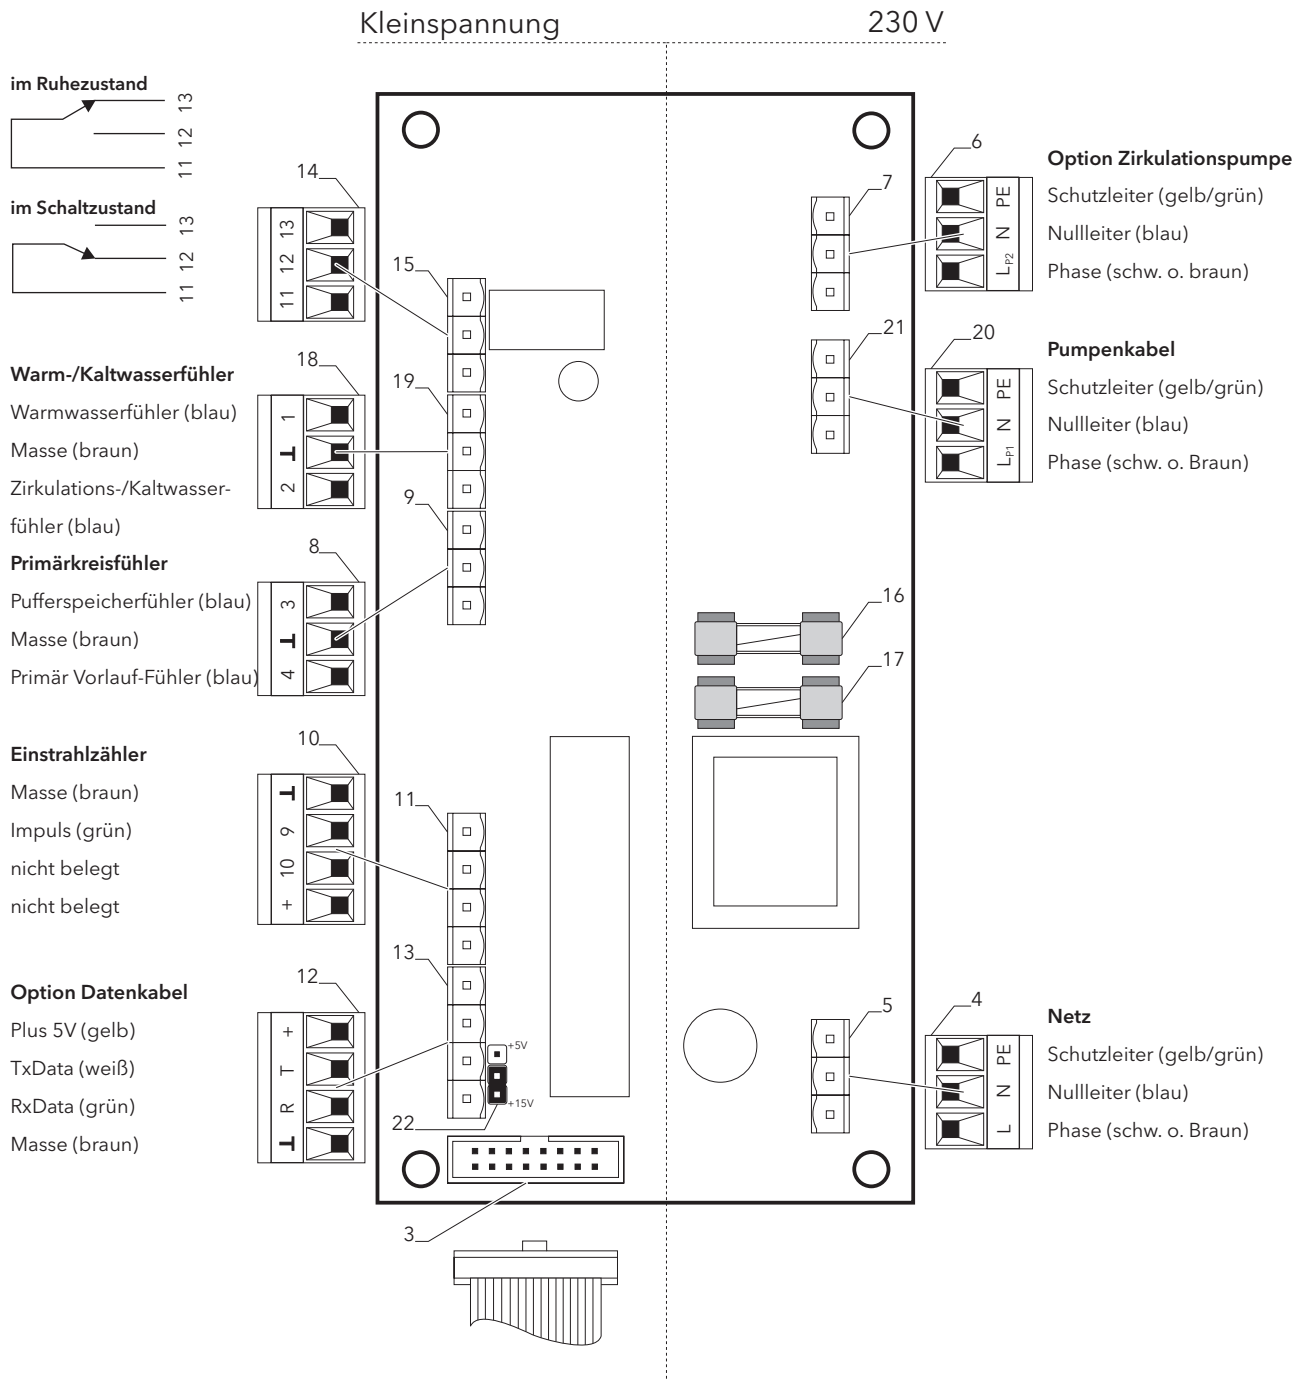 Kleinspannung
230 V
im Ruhezustand
13
12
11
im Schaltzustand
13
12
11
14
13
12
11
15
Warm-/Kaltwasserfühler
Warmwasserfühler (blau)
Masse (braun)
Zirkulations-/Kaltwasser-
fühler (blau)
18
1
2
19
Primärkreisfühler
Pufferspeicherfühler (blau)
Masse (braun)
Primär Vorlauf-Fühler (blau)
8
3
4
9
Einstrahlzähler
Masse (braun)
Impuls (grün)
nicht belegt
nicht belegt
10
9
10
+
11
Option Datenkabel
Plus 5V (gelb)
TxData (weiß)
RxData (grün)
Masse (braun)
12
+
T
R
13
+5V
+15V
22
3
7
6
PE
N
LP2
Option Zirkulationspumpe
Schutzleiter (gelb/grün)
Nullleiter (blau)
Phase (schw. o. braun)
21
20
PE
N
LP1
Pumpenkabel
Schutzleiter (gelb/grün)
Nullleiter (blau)
Phase (schw. o. Braun)
16
17
5
4
PE
N
L
Netz
Schutzleiter (gelb/grün)
Nullleiter (blau)
Phase (schw. o. Braun)